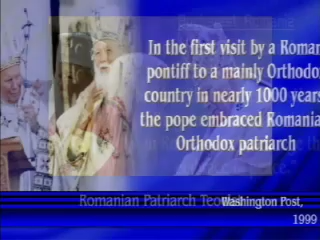 In the first visit by a Roman
pontiff to a mainly Orthodox
country in nearly 1000 years
the pope embraced Romania
Orthodox patriarch
Romanian Patriarch Teoc
Washington Post,
1999